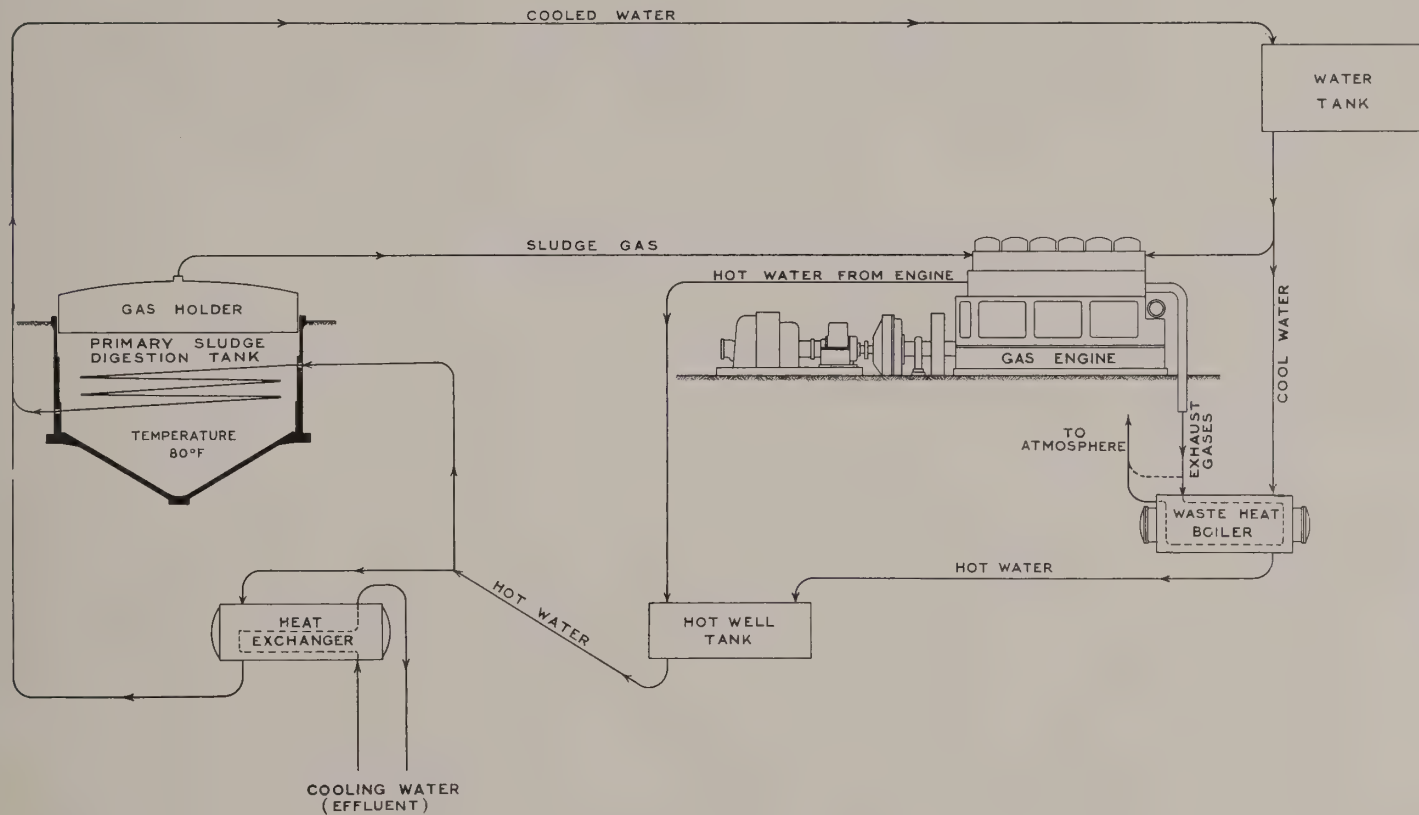 COOLED WATER
WATER
TANK
SLUDGE GAS
HOT WATER FROM ENGINE
GAS HOLDER
PRIMARY SLUDGE
DIGESTION TANK
TEMPERATURE
80°F
GAS ENGINE
COOL WATER
TO
ATMOSPHERE
EXHAUST
GASES
WASTE HEAT
BOILER
HOT WATER
HOT WATER
HOT WELL
TANK
HEAT
EXCHANGER
COOLING WATER
(EFFLUENT)